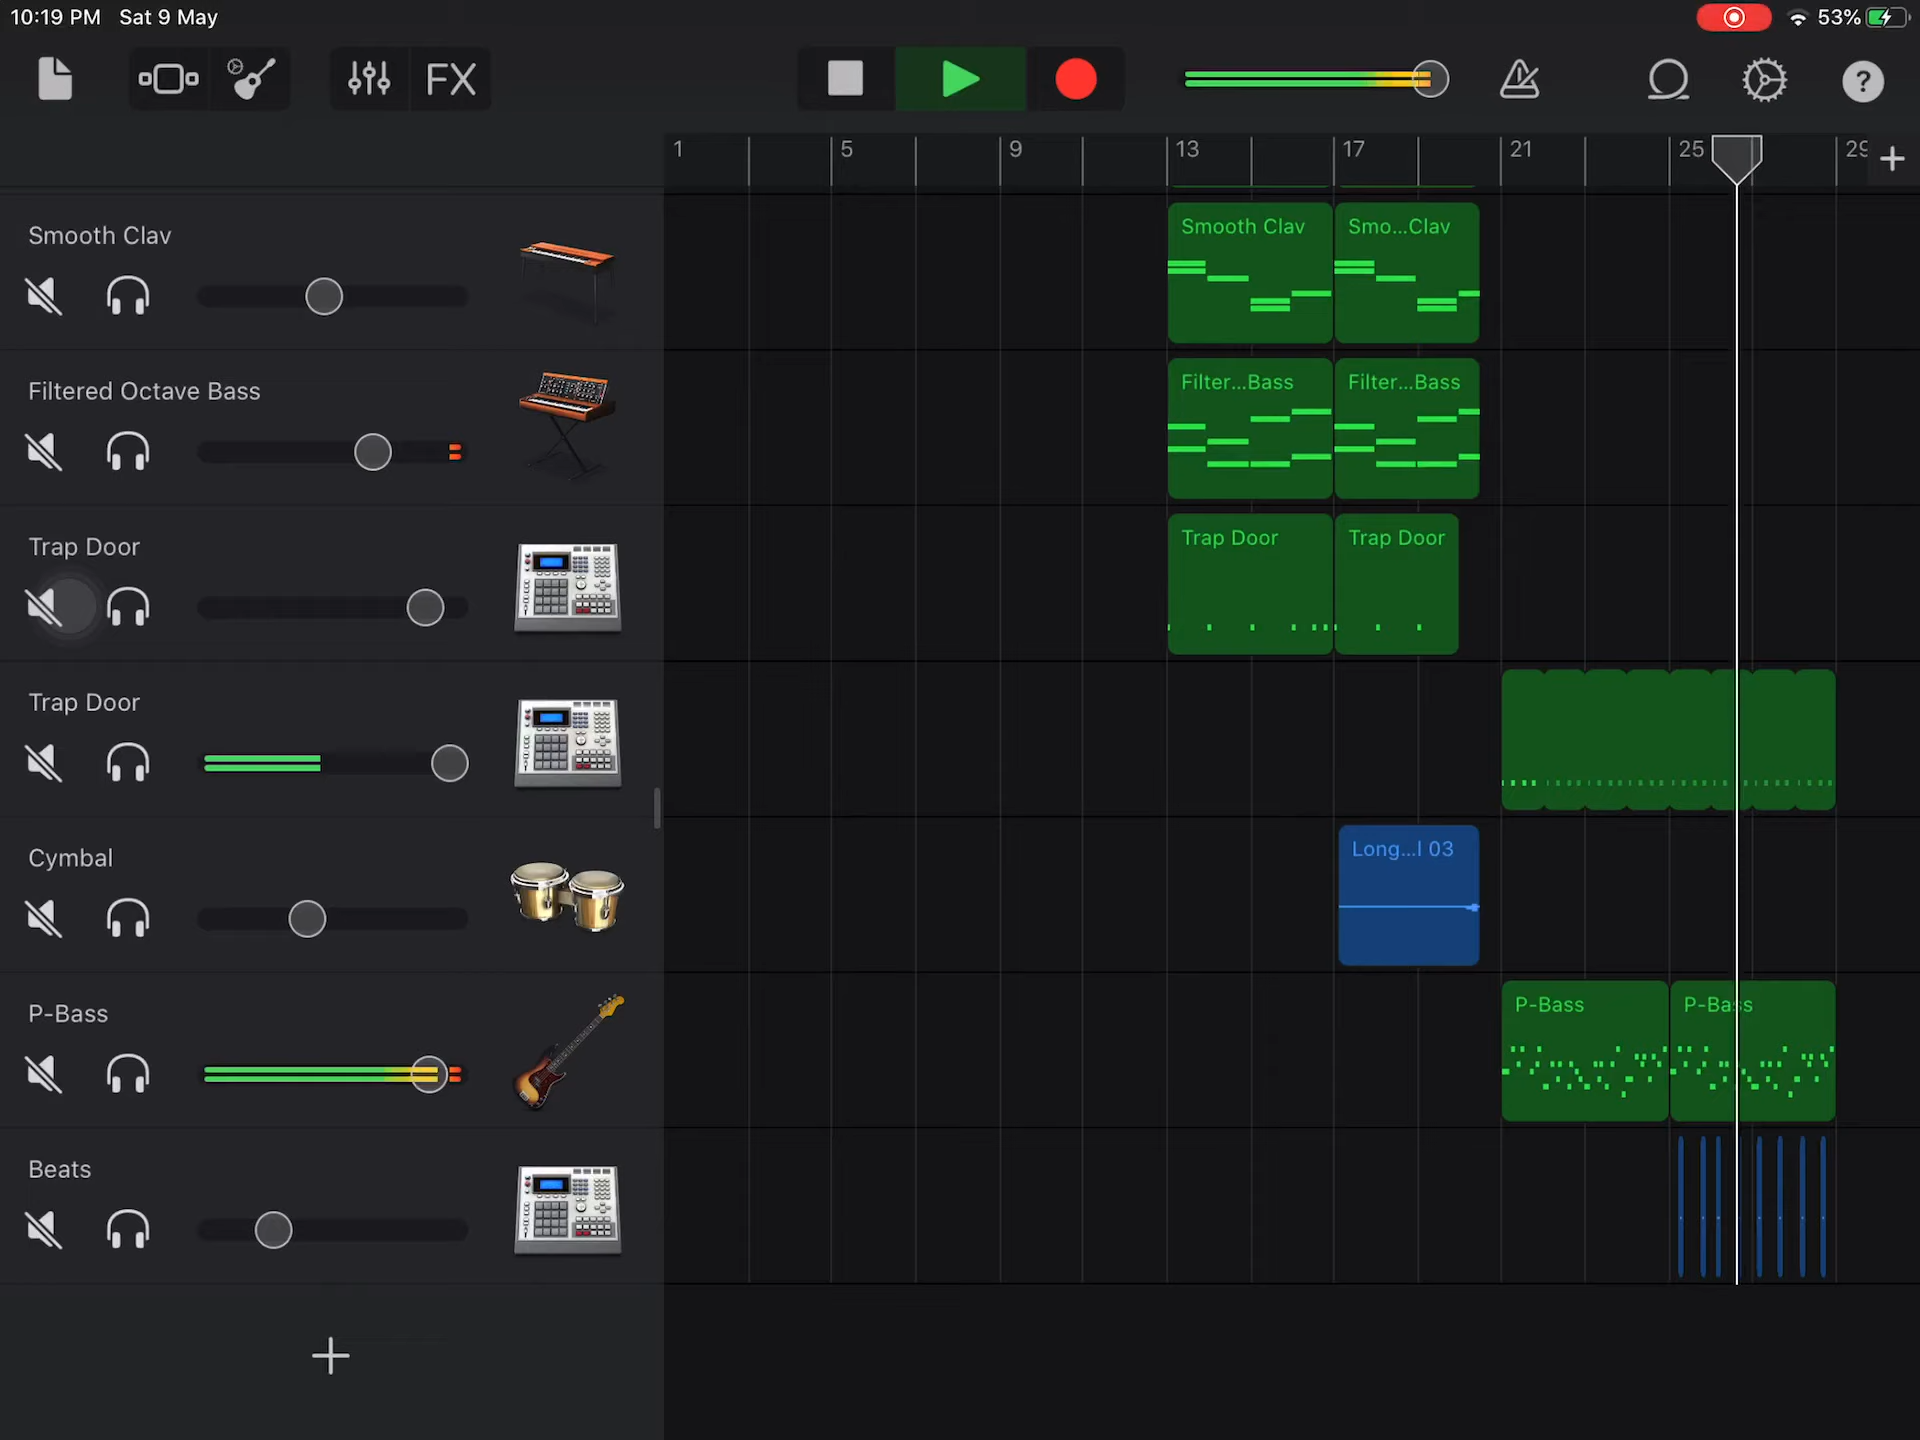 10:19 PM Sat 9 May
53%
FX
?
1 5 9 13 17 21 25 29
Smooth Clav
Smooth Clav
Smo...Clav
Filtered Octave Bass
Filter...Bass
Filter...Bass
Trap Door
Trap Door
Trap Door
Trap Door
Cymbal
Long...l 03
P-Bass
P-Bass
P-Bass
Beats